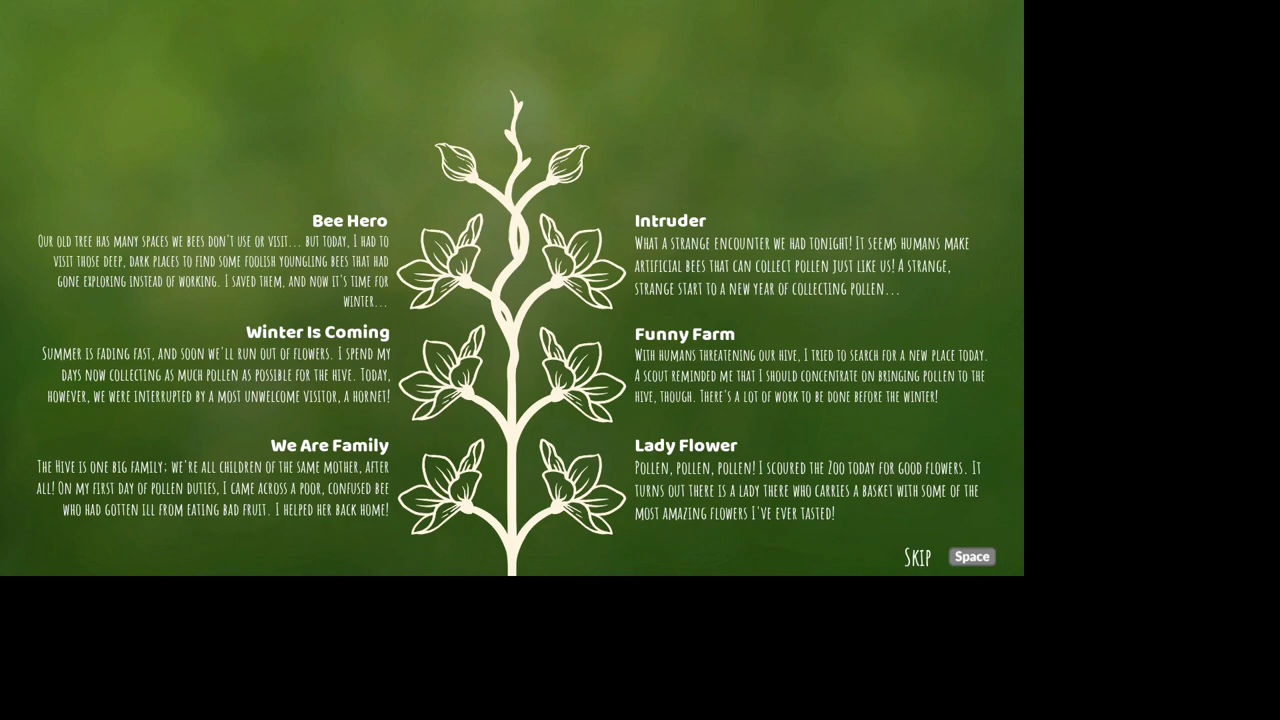 Bee Hero
Our old tree has many spaces we bees don't use or visit... but today, I had to
visit those deep, dark places to find some foolish youngling bees that had
gone exploring instead of working. I saved them, and now it's time for
winter...
Winter Is Coming
Summer is fading fast, and soon we'll run out of flowers. I spend my
days now collecting as much pollen as possible for the hive. Today,
however, we were interrupted by a most unwelcome visitor, a hornet!
We Are Family
The Hive is one big family; we're all children of the same mother, after
all! On my first day of pollen duties, I came across a poor, confused bee
who had gotten ill from eating bad fruit. I helped her back home!
Intruder
What a strange encounter we had tonight! It seems humans make
artificial bees that can collect pollen just like us! A strange,
strange start to a new year of collecting pollen...
Funny Farm
With humans threatening our hive, I tried to search for a new place today.
A scout reminded me that I should concentrate on bringing pollen to the
hive, though. There's a lot of work to be done before the winter!
Lady Flower
Pollen, pollen, pollen! I scoured the Zoo today for good flowers. It
turns out there is a lady there who carries a basket with some of the
most amazing flowers I've ever tasted!
Skip Space